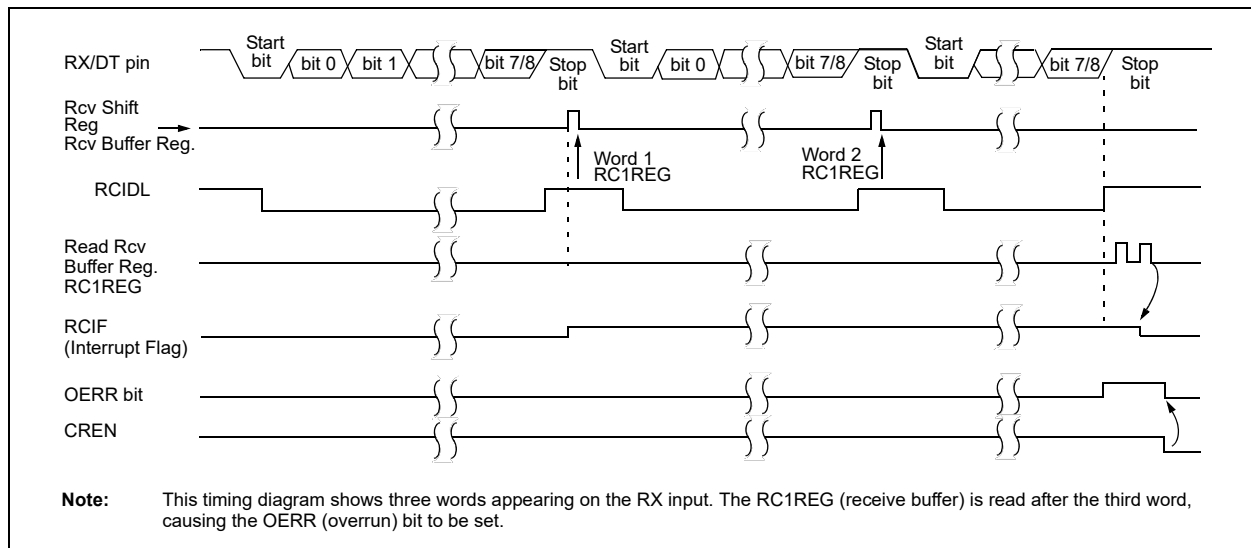 Start
bit
bit 0
bit 1
bit 7/8
Stop
bit
Start
bit
bit 0
bit 7/8
Stop
bit
Start
bit
bit 7/8
Stop
bit
RX/DT pin
Rcv Shift
Reg
Rcv Buffer Reg.
Word 1
RC1REG
Word 2
RC1REG
RCIDL
Read Rcv
Buffer Reg.
RC1REG
RCIF
(Interrupt Flag)
OERR bit
CREN
Note: This timing diagram shows three words appearing on the RX input. The RC1REG (receive buffer) is read after the third word,
causing the OERR (overrun) bit to be set.